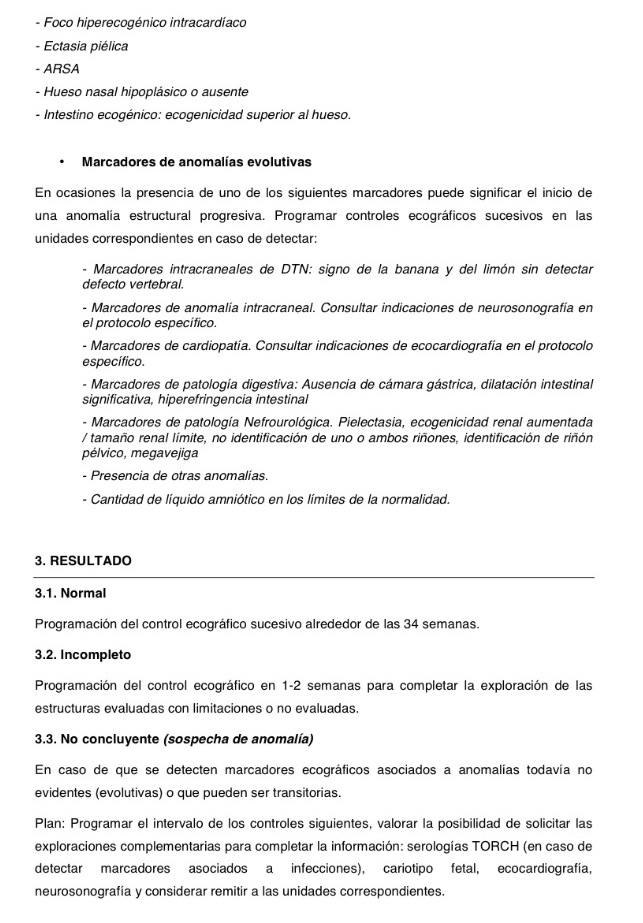 - Foco hiperecogénico intracardíaco
- Ectasia piélica
- ARSA
- Hueso nasal hipoplásico o ausente
- Intestino ecogénico: ecogenicidad superior al hueso.
• Marcadores de anomalías evolutivas
En ocasiones la presencia de uno de los siguientes marcadores puede significar el inicio de
una anomalía estructural progresiva. Programar controles ecográficos sucesivos en las
unidades correspondientes en caso de detectar:
- Marcadores intracraneales de DTN: signo de la banana y del limón sin detectar
defecto vertebral.
- Marcadores de anomalía intracraneal. Consultar indicaciones de neurosonografía en
el protocolo específico.
- Marcadores de cardiopatía. Consultar indicaciones de ecocardiografía en el protocolo
específico.
- Marcadores de patología digestiva: Ausencia de cámara gástrica, dilatación intestinal
significativa, hiperefringencia intestinal
- Marcadores de patología Nefrourológica. Pielectasia, ecogenicidad renal aumentada
/ tamaño renal límite, no identificación de uno o ambos riñones, identificación de riñón
pélvico, megavejiga
- Presencia de otras anomalías.
- Cantidad de líquido amniótico en los límites de la normalidad.
3. RESULTADO
3.1. Normal
Programación del control ecográfico sucesivo alrededor de las 34 semanas.
3.2. Incompleto
Programación del control ecográfico en 1-2 semanas para completar la exploración de las
estructuras evaluadas con limitaciones o no evaluadas.
3.3. No concluyente (sospecha de anomalía)
En caso de que se detecten marcadores ecográficos asociados a anomalías todavía no
evidentes (evolutivas) o que pueden ser transitorias.
Plan: Programar el intervalo de los controles siguientes, valorar la posibilidad de solicitar las
exploraciones complementarias para completar la información: serologías TORCH (en caso de
detectar marcadores asociados a infecciones), cariotipo fetal, ecocardiografía,
neurosonografía y considerar remitir a las unidades correspondientes.